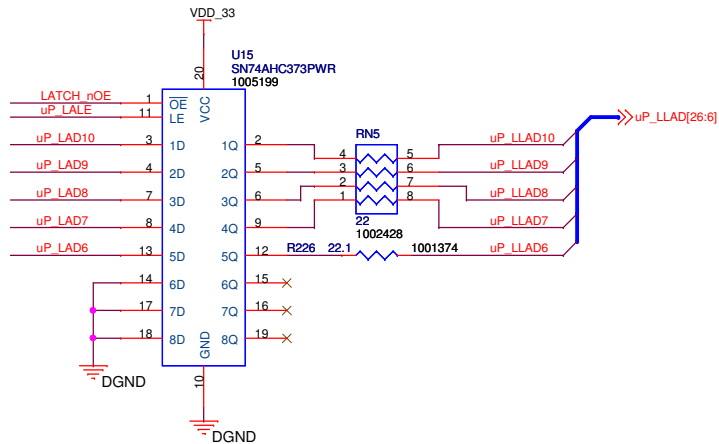 VDD_33
U15
SN74AHC373PWR
1005199
20
VCC
LATCH_nOE 1 OE
uP_LALE 11 LE
uP_LLAD[26:6]
RN5
uP_LAD10 3 1D 1Q 2 4 5 uP_LLAD10
uP_LAD9 4 2D 2Q 5 3 6 uP_LLAD9
uP_LAD8 7 3D 3Q 6 2 7 uP_LLAD8
uP_LAD7 8 4D 4Q 9 1 8 uP_LLAD7
22
1002428
uP_LAD6 13 5D 5Q 12 R226 22.1 1001374 uP_LLAD6
14 6D 6Q 15
17 7D 7Q 16
18 8D 8Q 19
GND
10
DGND
DGND